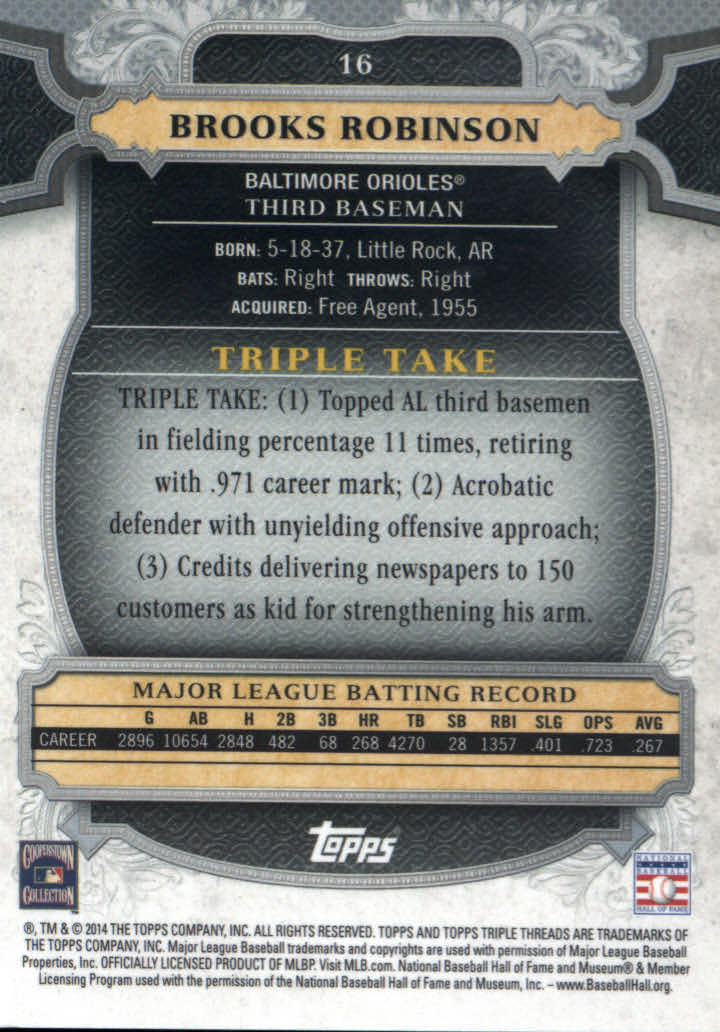 16
BROOKS ROBINSON
BALTIMORE ORIOLES®
THIRD BASEMAN
BORN: 5-18-37, Little Rock, AR
BATS: Right THROWS: Right
ACQUIRED: Free Agent, 1955
TRIPLE TAKE
TRIPLE TAKE: (1) Topped AL third basemen
in fielding percentage 11 times, retiring
with .971 career mark; (2) Acrobatic
defender with unyielding offensive approach;
(3) Credits delivering newspapers to 150
customers as kid for strengthening his arm.
MAJOR LEAGUE BATTING RECORD
G AB H 2B 3B HR TB SB RBI SLG OPS AVG
CAREER 2896 10654 2848 482 68 268 4270 28 1357 .401 .723 .267
topps
COOPERSTOWN
COLLECTION
NATIONAL
BASEBALL
HALL OF FAME
®, TM & © 2014 THE TOPPS COMPANY, INC. ALL RIGHTS RESERVED. TOPPS AND TOPPS TRIPLE THREADS ARE TRADEMARKS OF
THE TOPPS COMPANY, INC. Major League Baseball trademarks and copyrights are used with permission of Major League Baseball
Properties, Inc. OFFICIALLY LICENSED PRODUCT OF MLBP. Visit MLB.com. National Baseball Hall of Fame and Museum® & Member
Licensing Program used with the permission of the National Baseball Hall of Fame and Museum, Inc. – www.BaseballHall.org.